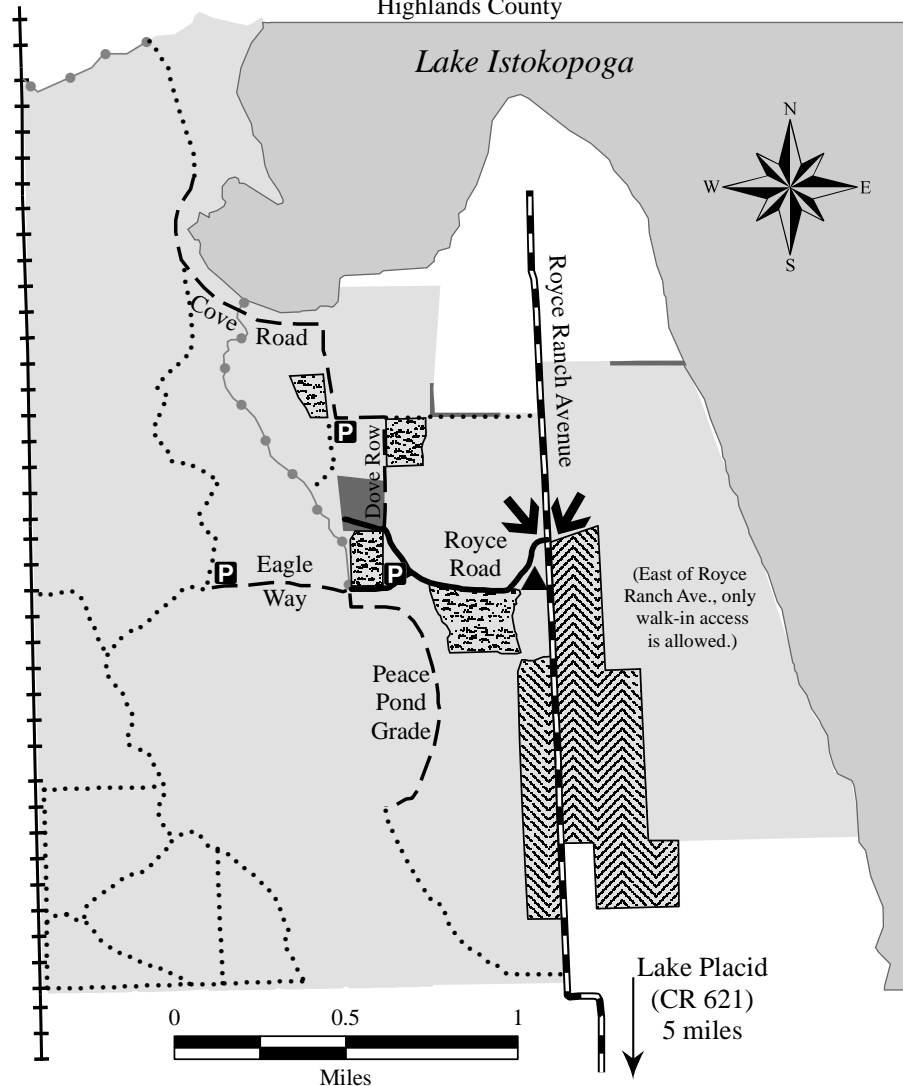 Highlands County
Lake Istokopoga
N
W
E
S
Royce Ranch Avenue
Cove
Road
P
Dove Row
Royce
Road
P
Eagle
Way
P
(East of Royce
Ranch Ave., only
walk-in access
is allowed.)
Peace
Pond
Grade
Lake Placid
(CR 621)
5 miles
0
0.5
1
Miles